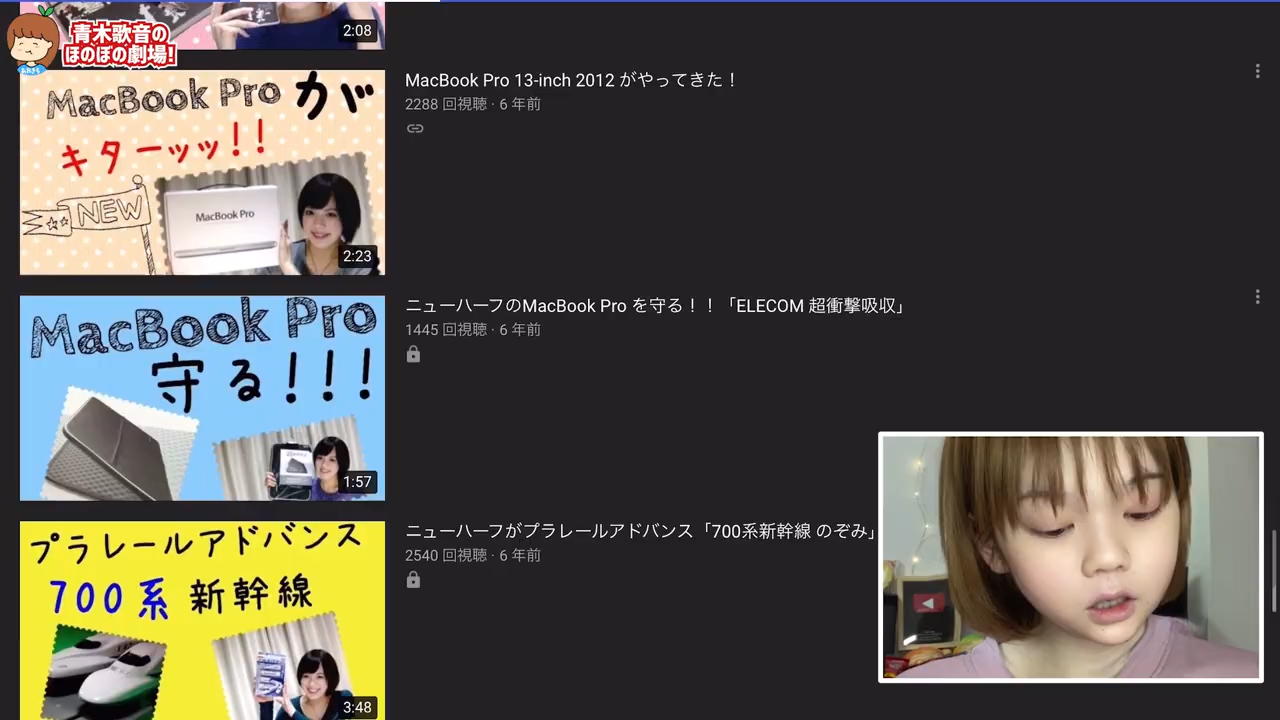 青木歌音の
ほのぼの劇場!
2:08
MacBook Pro が
キターッッ!!
NEW
MacBook Pro
2:23
MacBook Pro 13-inch 2012 がやってきた！
2288 回視聴 · 6 年前
MacBook Pro
守る!!!
1:57
ニューハーフのMacBook Pro を守る！！「ELECOM 超衝撃吸収」
1445 回視聴 · 6 年前
プラレールアドバンス
700系 新幹線
3:48
ニューハーフがプラレールアドバンス「700系新幹線 のぞみ」
2540 回視聴 · 6 年前